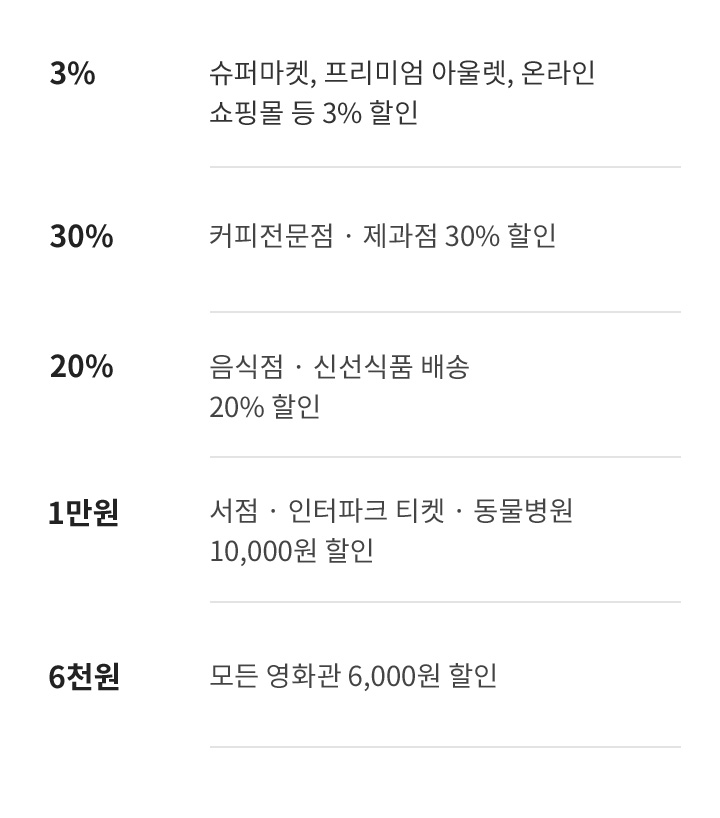 3%
슈퍼마켓, 프리미엄 아울렛, 온라인
쇼핑몰 등 3% 할인
30%
커피전문점 · 제과점 30% 할인
20%
음식점 · 신선식품 배송
20% 할인
1만원
서점 · 인터파크 티켓 · 동물병원
10,000원 할인
6천원
모든 영화관 6,000원 할인